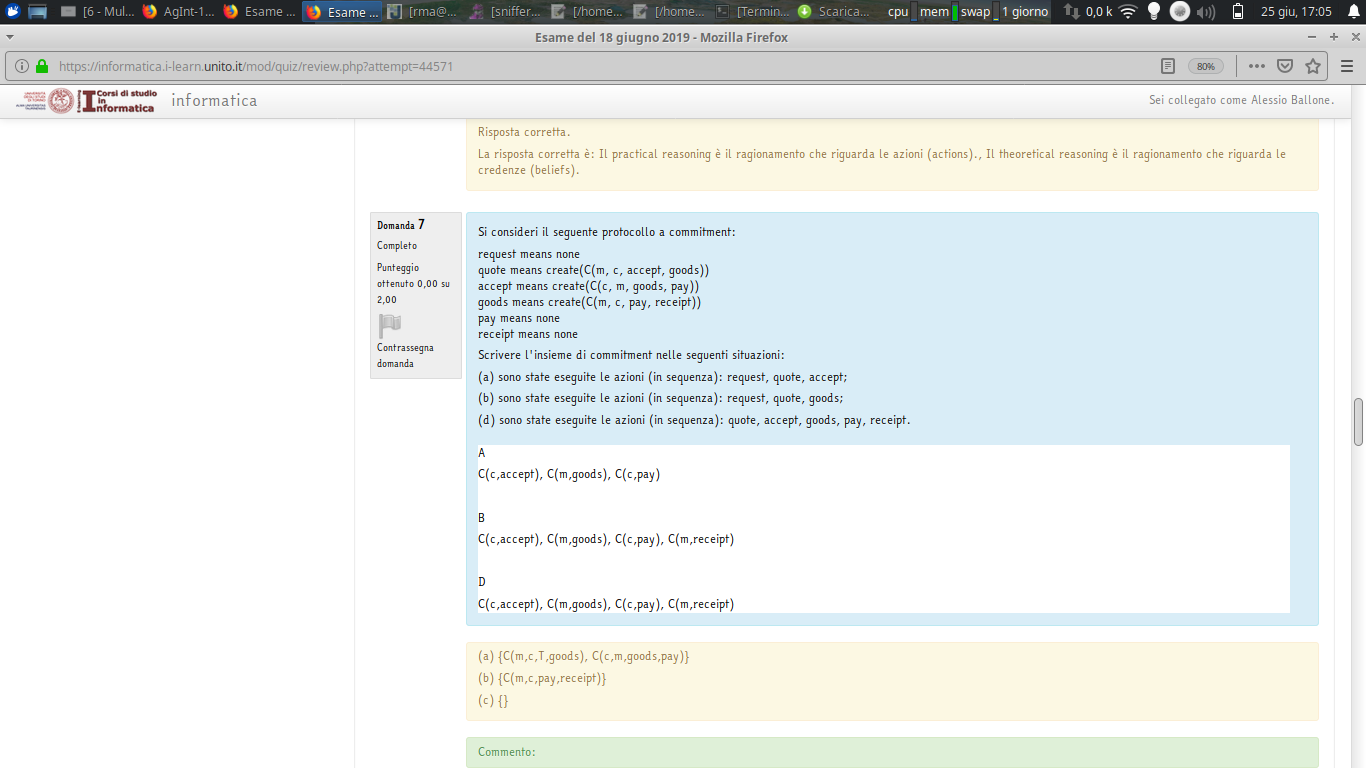 [6 - Mul...
AgInt-1...
Esame ...
Esame ...
[rma@...
[sniffer...
[/home...
[/home...
[Termin...
Scarica...
cpu mem swap 1 giorno
0,0 k
25 giu, 17:05
Esame del 18 giugno 2019 - Mozilla Firefox
https://informatica.i-learn.unito.it/mod/quiz/review.php?attempt=44571
80%
Corsi di studio
in
Informatica
informatica
Sei collegato come Alessio Ballone.
Risposta corretta.
La risposta corretta è: Il practical reasoning è il ragionamento che riguarda le azioni (actions)., Il theoretical reasoning è il ragionamento che riguarda le
credenze (beliefs).
Domanda 7
Completo
Punteggio
ottenuto 0,00 su
2,00
Contrassegna
domanda
Si consideri il seguente protocollo a commitment:
request means none
quote means create(C(m, c, accept, goods))
accept means create(C(c, m, goods, pay))
goods means create(C(m, c, pay, receipt))
pay means none
receipt means none
Scrivere l'insieme di commitment nelle seguenti situazioni:
(a) sono state eseguite le azioni (in sequenza): request, quote, accept;
(b) sono state eseguite le azioni (in sequenza): request, quote, goods;
(d) sono state eseguite le azioni (in sequenza): quote, accept, goods, pay, receipt.
A
C(c,accept), C(m,goods), C(c,pay)
B
C(c,accept), C(m,goods), C(c,pay), C(m,receipt)
D
C(c,accept), C(m,goods), C(c,pay), C(m,receipt)
(a) {C(m,c,T,goods), C(c,m,goods,pay)}
(b) {C(m,c,pay,receipt)}
(c) {}
Commento: